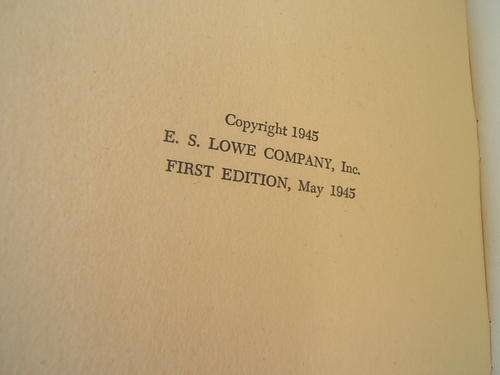 Copyright 1945
E. S. LOWE COMPANY, Inc.
FIRST EDITION, May 1945